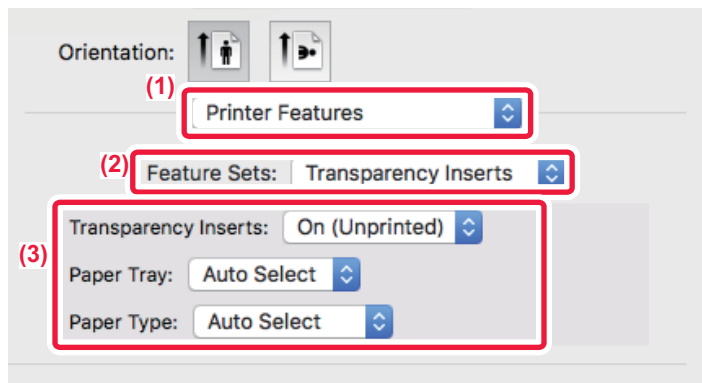 Orientation:
(1)
Printer Features
(2)
Feature Sets: Transparency Inserts
(3)
Transparency Inserts: On (Unprinted)
Paper Tray: Auto Select
Paper Type: Auto Select